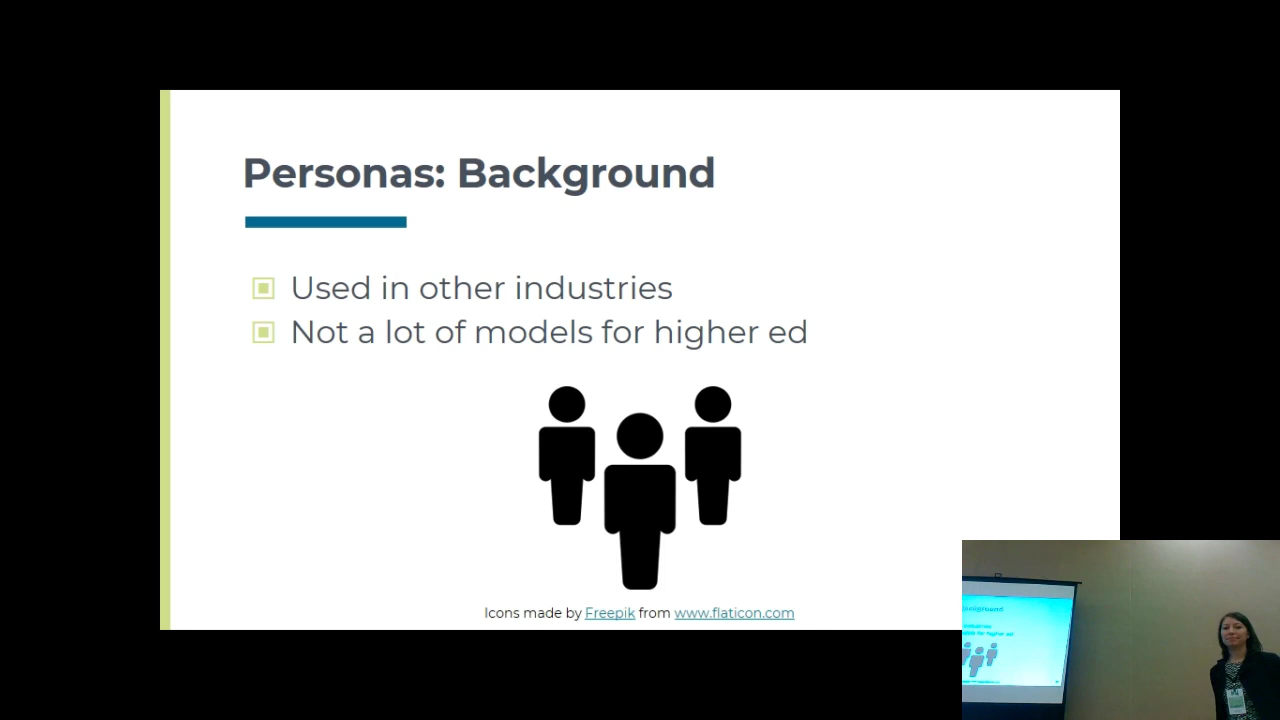 Personas: Background
Used in other industries
Not a lot of models for higher ed
Icons made by Freepik from www.flaticon.com